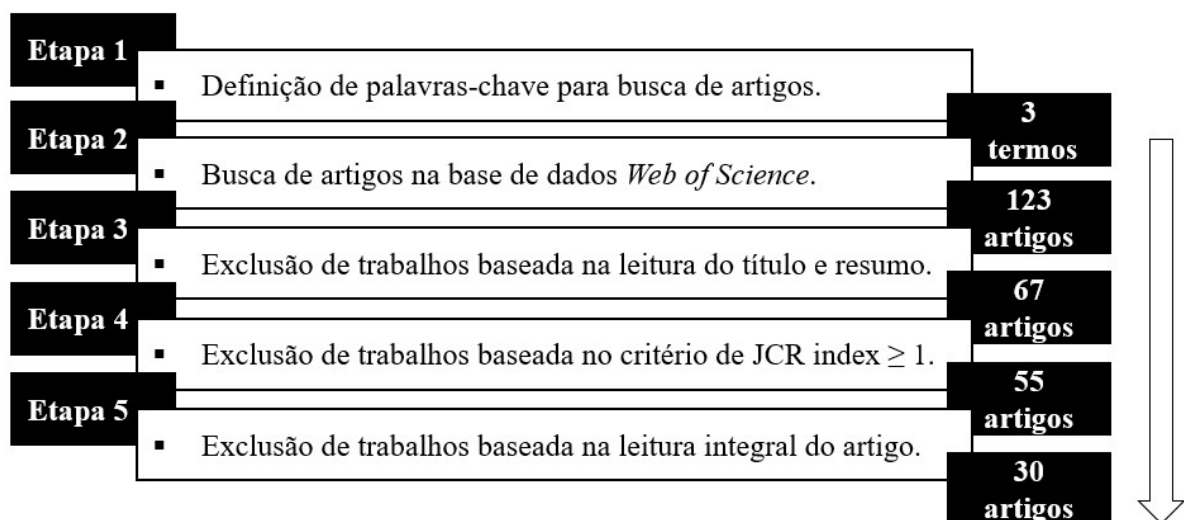 Etapa 1
▪ Definição de palavras-chave para busca de artigos.
3
termos
Etapa 2
▪ Busca de artigos na base de dados Web of Science.
123
artigos
Etapa 3
▪ Exclusão de trabalhos baseada na leitura do título e resumo.
67
artigos
Etapa 4
▪ Exclusão de trabalhos baseada no critério de JCR index ≥ 1.
55
artigos
Etapa 5
▪ Exclusão de trabalhos baseada na leitura integral do artigo.
30
artigos